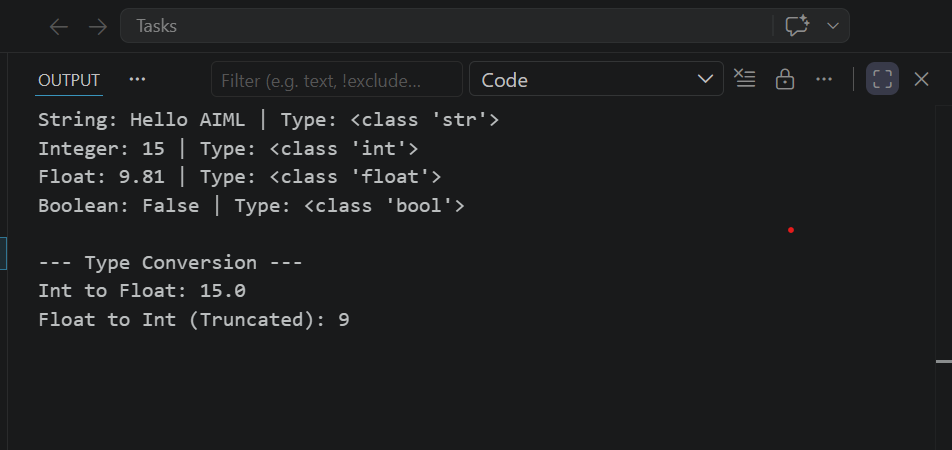 Tasks
OUTPUT
Filter (e.g. text, !exclude...
Code
String: Hello AIML | Type: <class 'str'>
Integer: 15 | Type: <class 'int'>
Float: 9.81 | Type: <class 'float'>
Boolean: False | Type: <class 'bool'>
--- Type Conversion ---
Int to Float: 15.0
Float to Int (Truncated): 9